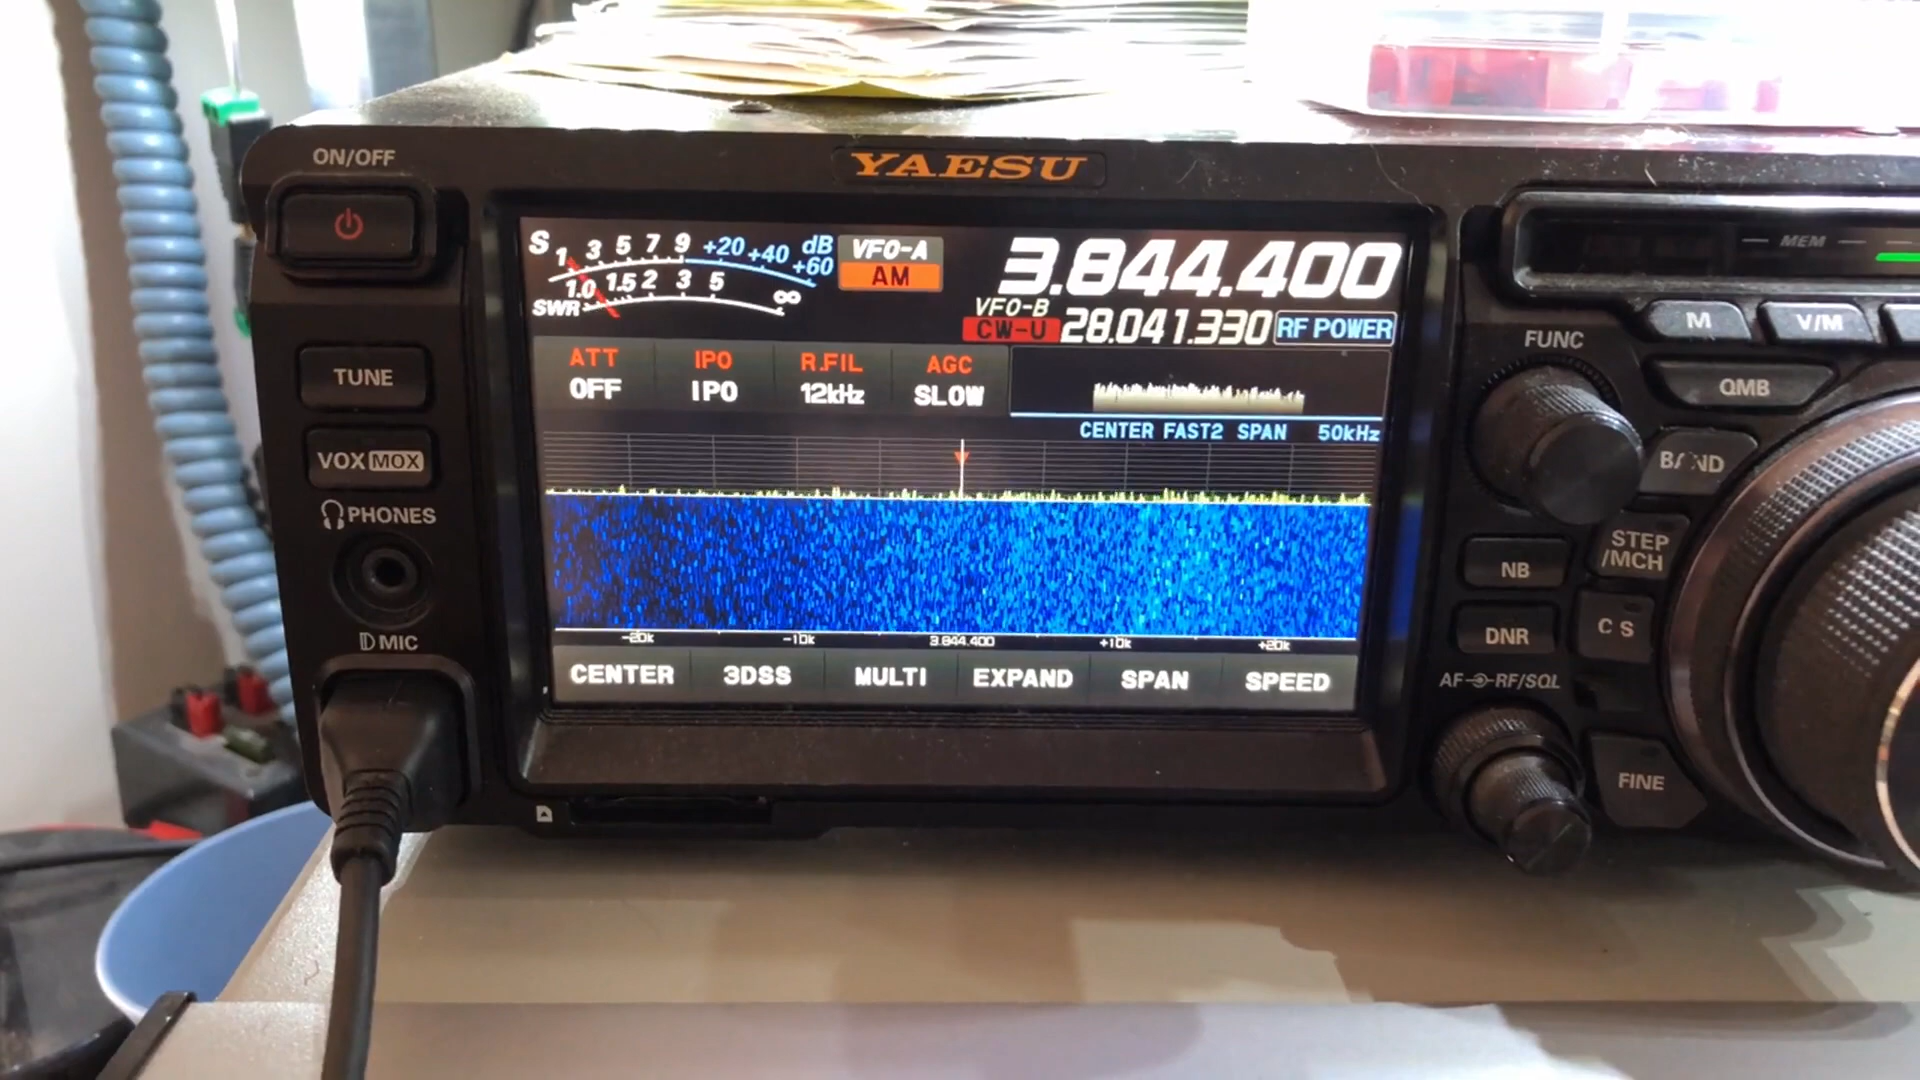 ON/OFF
YAESU
S 1 3 5 7 9 +20 +40 +60 dB
1.0 1.5 2 3 5 ∞
SWR
VFO-A
AM
3.844.400
VFO-B
CW-U 28.041.330 RF POWER
ATT IPO R.FIL AGC
OFF IPO 12kHz SLOW
CENTER FAST2 SPAN 50kHz
-20k -10k 3.844.400 +10k +20k
CENTER 3DSS MULTI EXPAND SPAN SPEED
TUNE
VOX MOX
PHONES
MIC
MEM
M V/M
FUNC
QMB
BAND
STEP
/MCH
NB
DNR
C S
AF RF/SQL
FINE